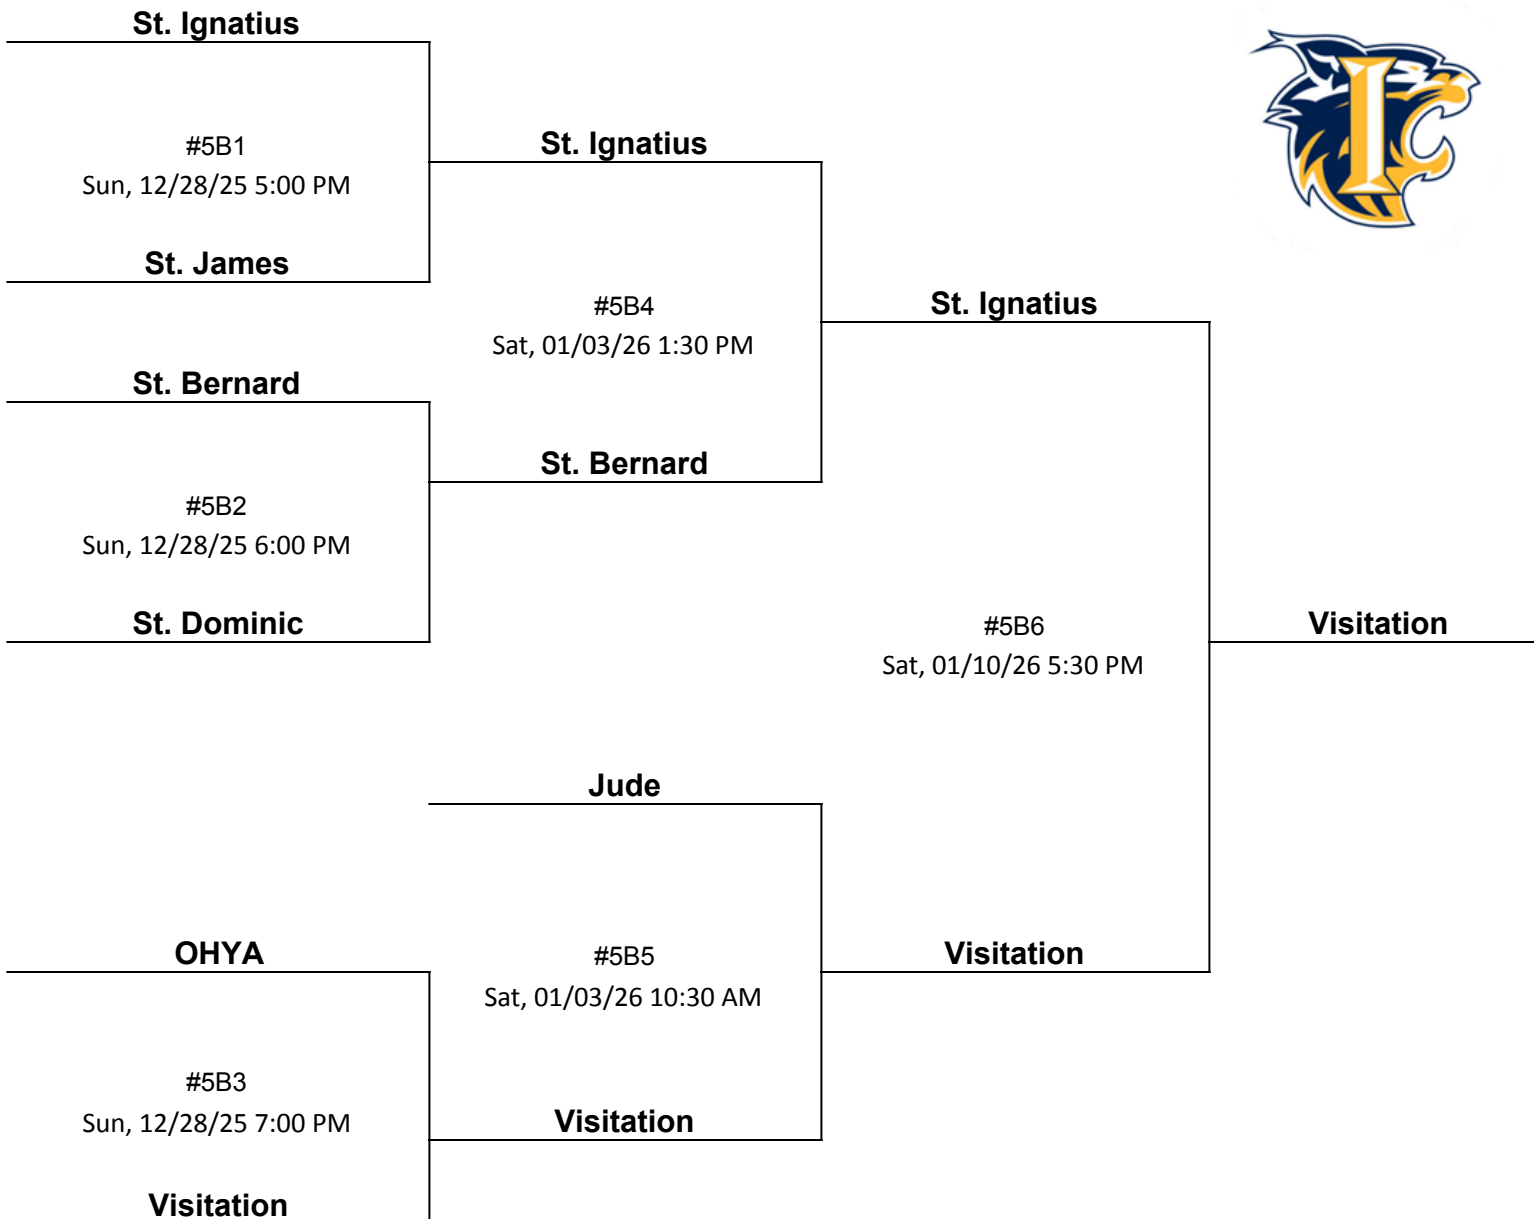 St. Ignatius
#5B1
Sun, 12/28/25 5:00 PM
St. James
St. Bernard
#5B2
Sun, 12/28/25 6:00 PM
St. Dominic
OHYA
#5B3
Sun, 12/28/25 7:00 PM
Visitation
St. Ignatius
#5B4
Sat, 01/03/26 1:30 PM
St. Bernard
Jude
#5B5
Sat, 01/03/26 10:30 AM
Visitation
St. Ignatius
#5B6
Sat, 01/10/26 5:30 PM
Visitation
Visitation
IC